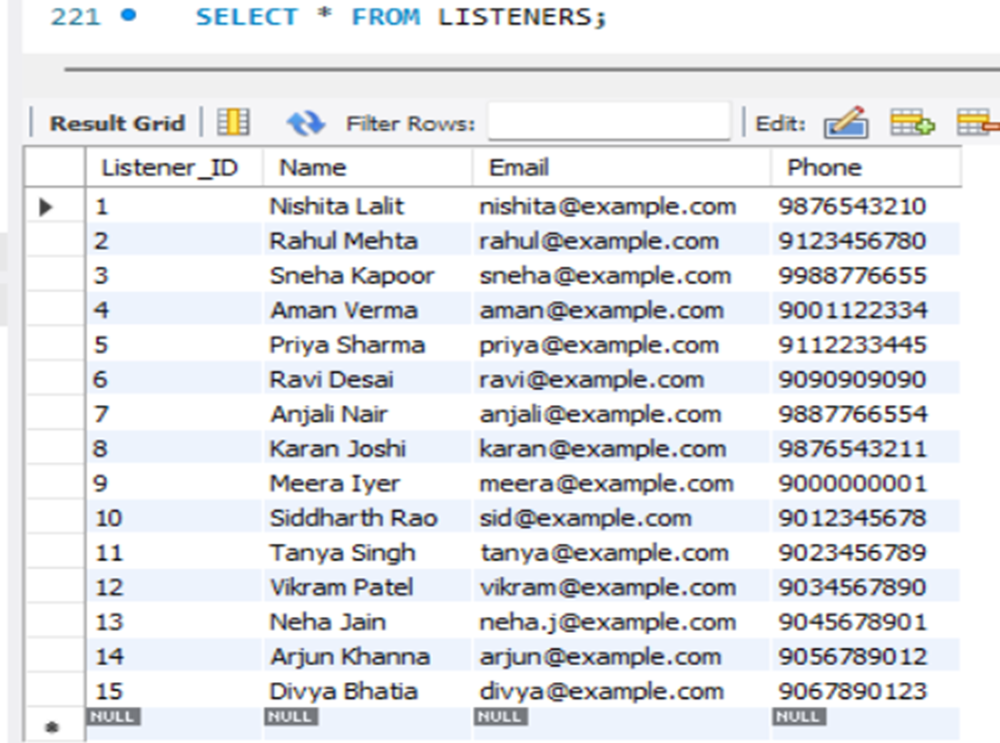 221 SELECT * FROM LISTENERS;
Result Grid Filter Rows: Edit:
Listener_ID Name Email Phone
1 Nishita Lalit nishita@example.com 9876543210
2 Rahul Mehta rahul@example.com 9123456780
3 Sneha Kapoor sneha@example.com 9988776655
4 Aman Verma aman@example.com 9001122334
5 Priya Sharma priya@example.com 9112233445
6 Ravi Desai ravi@example.com 9090909090
7 Anjali Nair anjali@example.com 9887766554
8 Karan Joshi karan@example.com 9876543211
9 Meera Iyer meera@example.com 9000000001
10 Siddharth Rao sid@example.com 9012345678
11 Tanya Singh tanya@example.com 9023456789
12 Vikram Patel vikram@example.com 9034567890
13 Neha Jain neha.j@example.com 9045678901
14 Arjun Khanna arjun@example.com 9056789012
15 Divya Bhatia divya@example.com 9067890123
NULL NULL NULL NULL